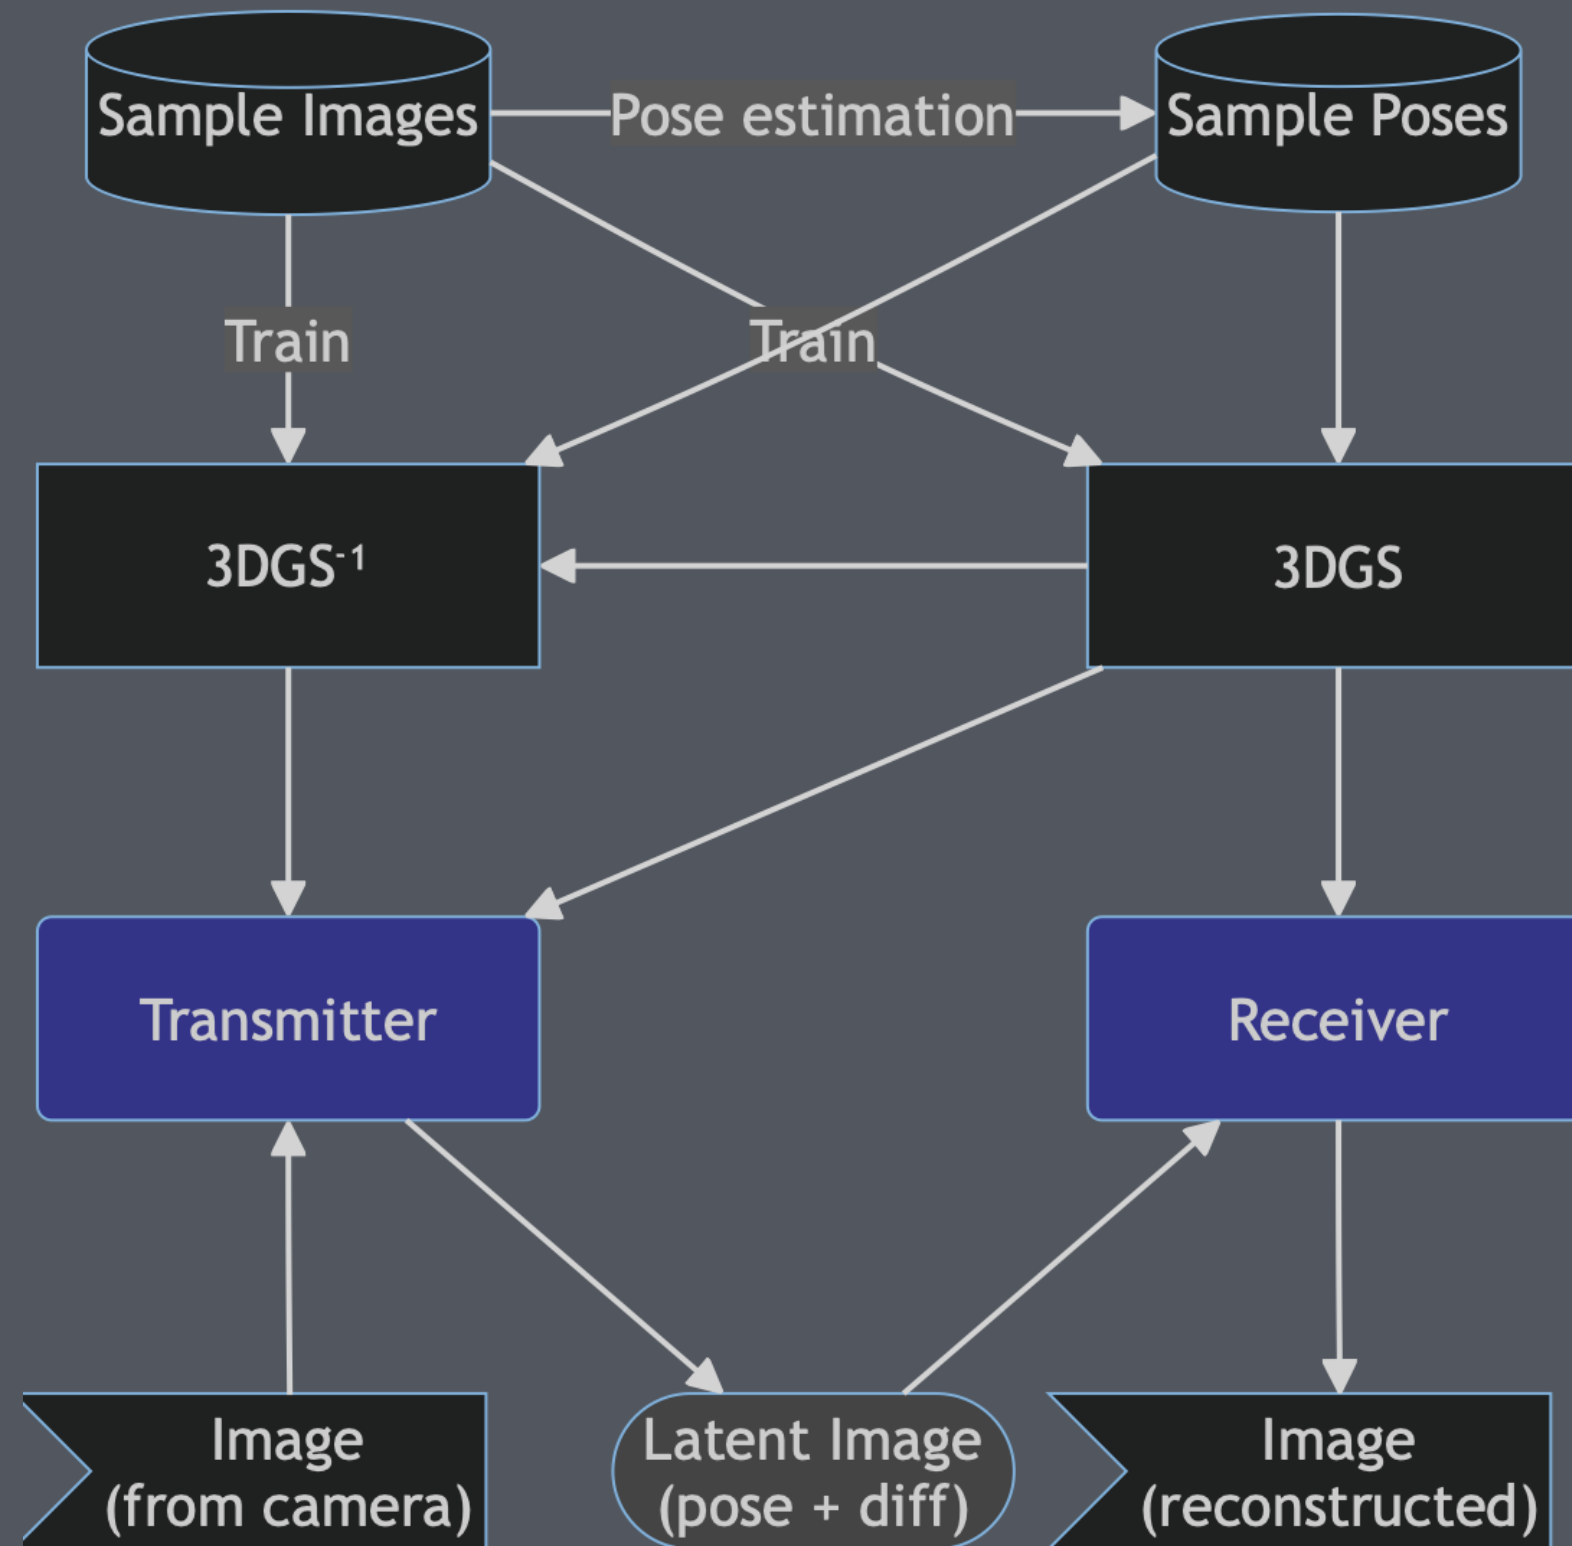 Sample Images
Pose estimation
Sample Poses
Train
Train
3DGS⁻¹
3DGS
Transmitter
Receiver
Image
(from camera)
Latent Image
(pose + diff)
Image
(reconstructed)